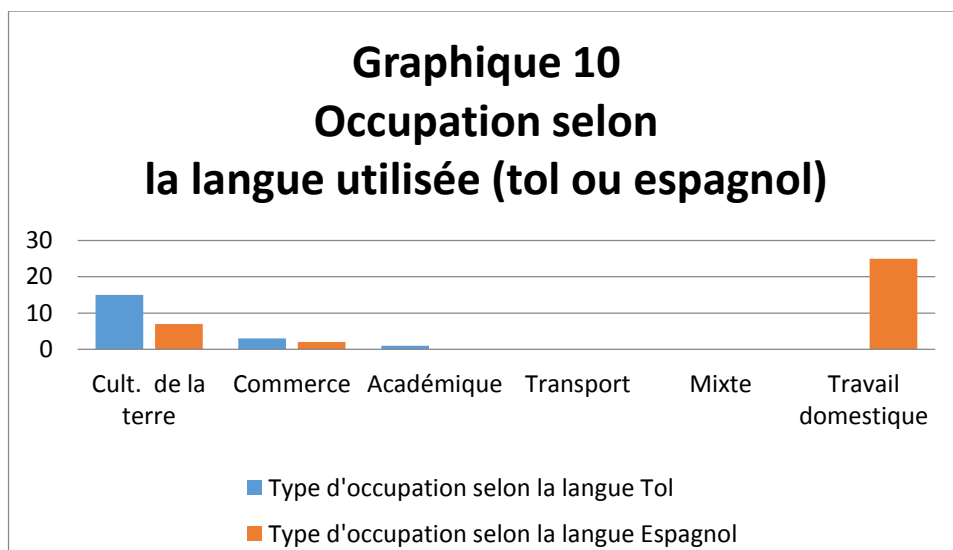 Graphique 10
Occupation selon
la langue utilisée (tol ou espagnol)
30
20
10
0
Cult. de la terre
Commerce
Académique
Transport
Mixte
Travail domestique
Type d'occupation selon la langue Tol
Type d'occupation selon la langue Espagnol